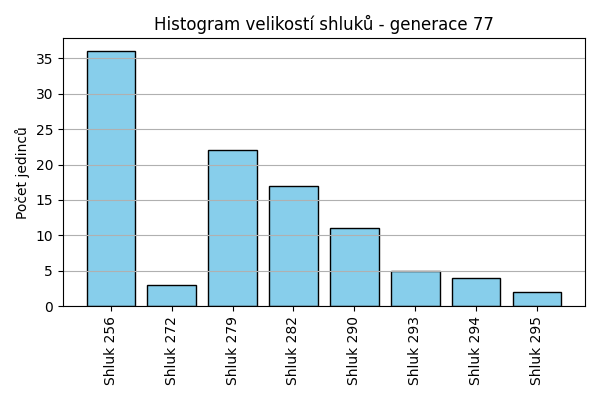 Histogram velikostí shluků - generace 77
Počet jedinců
35
30
25
20
15
10
5
0
Shluk 256
Shluk 272
Shluk 279
Shluk 282
Shluk 290
Shluk 293
Shluk 294
Shluk 295